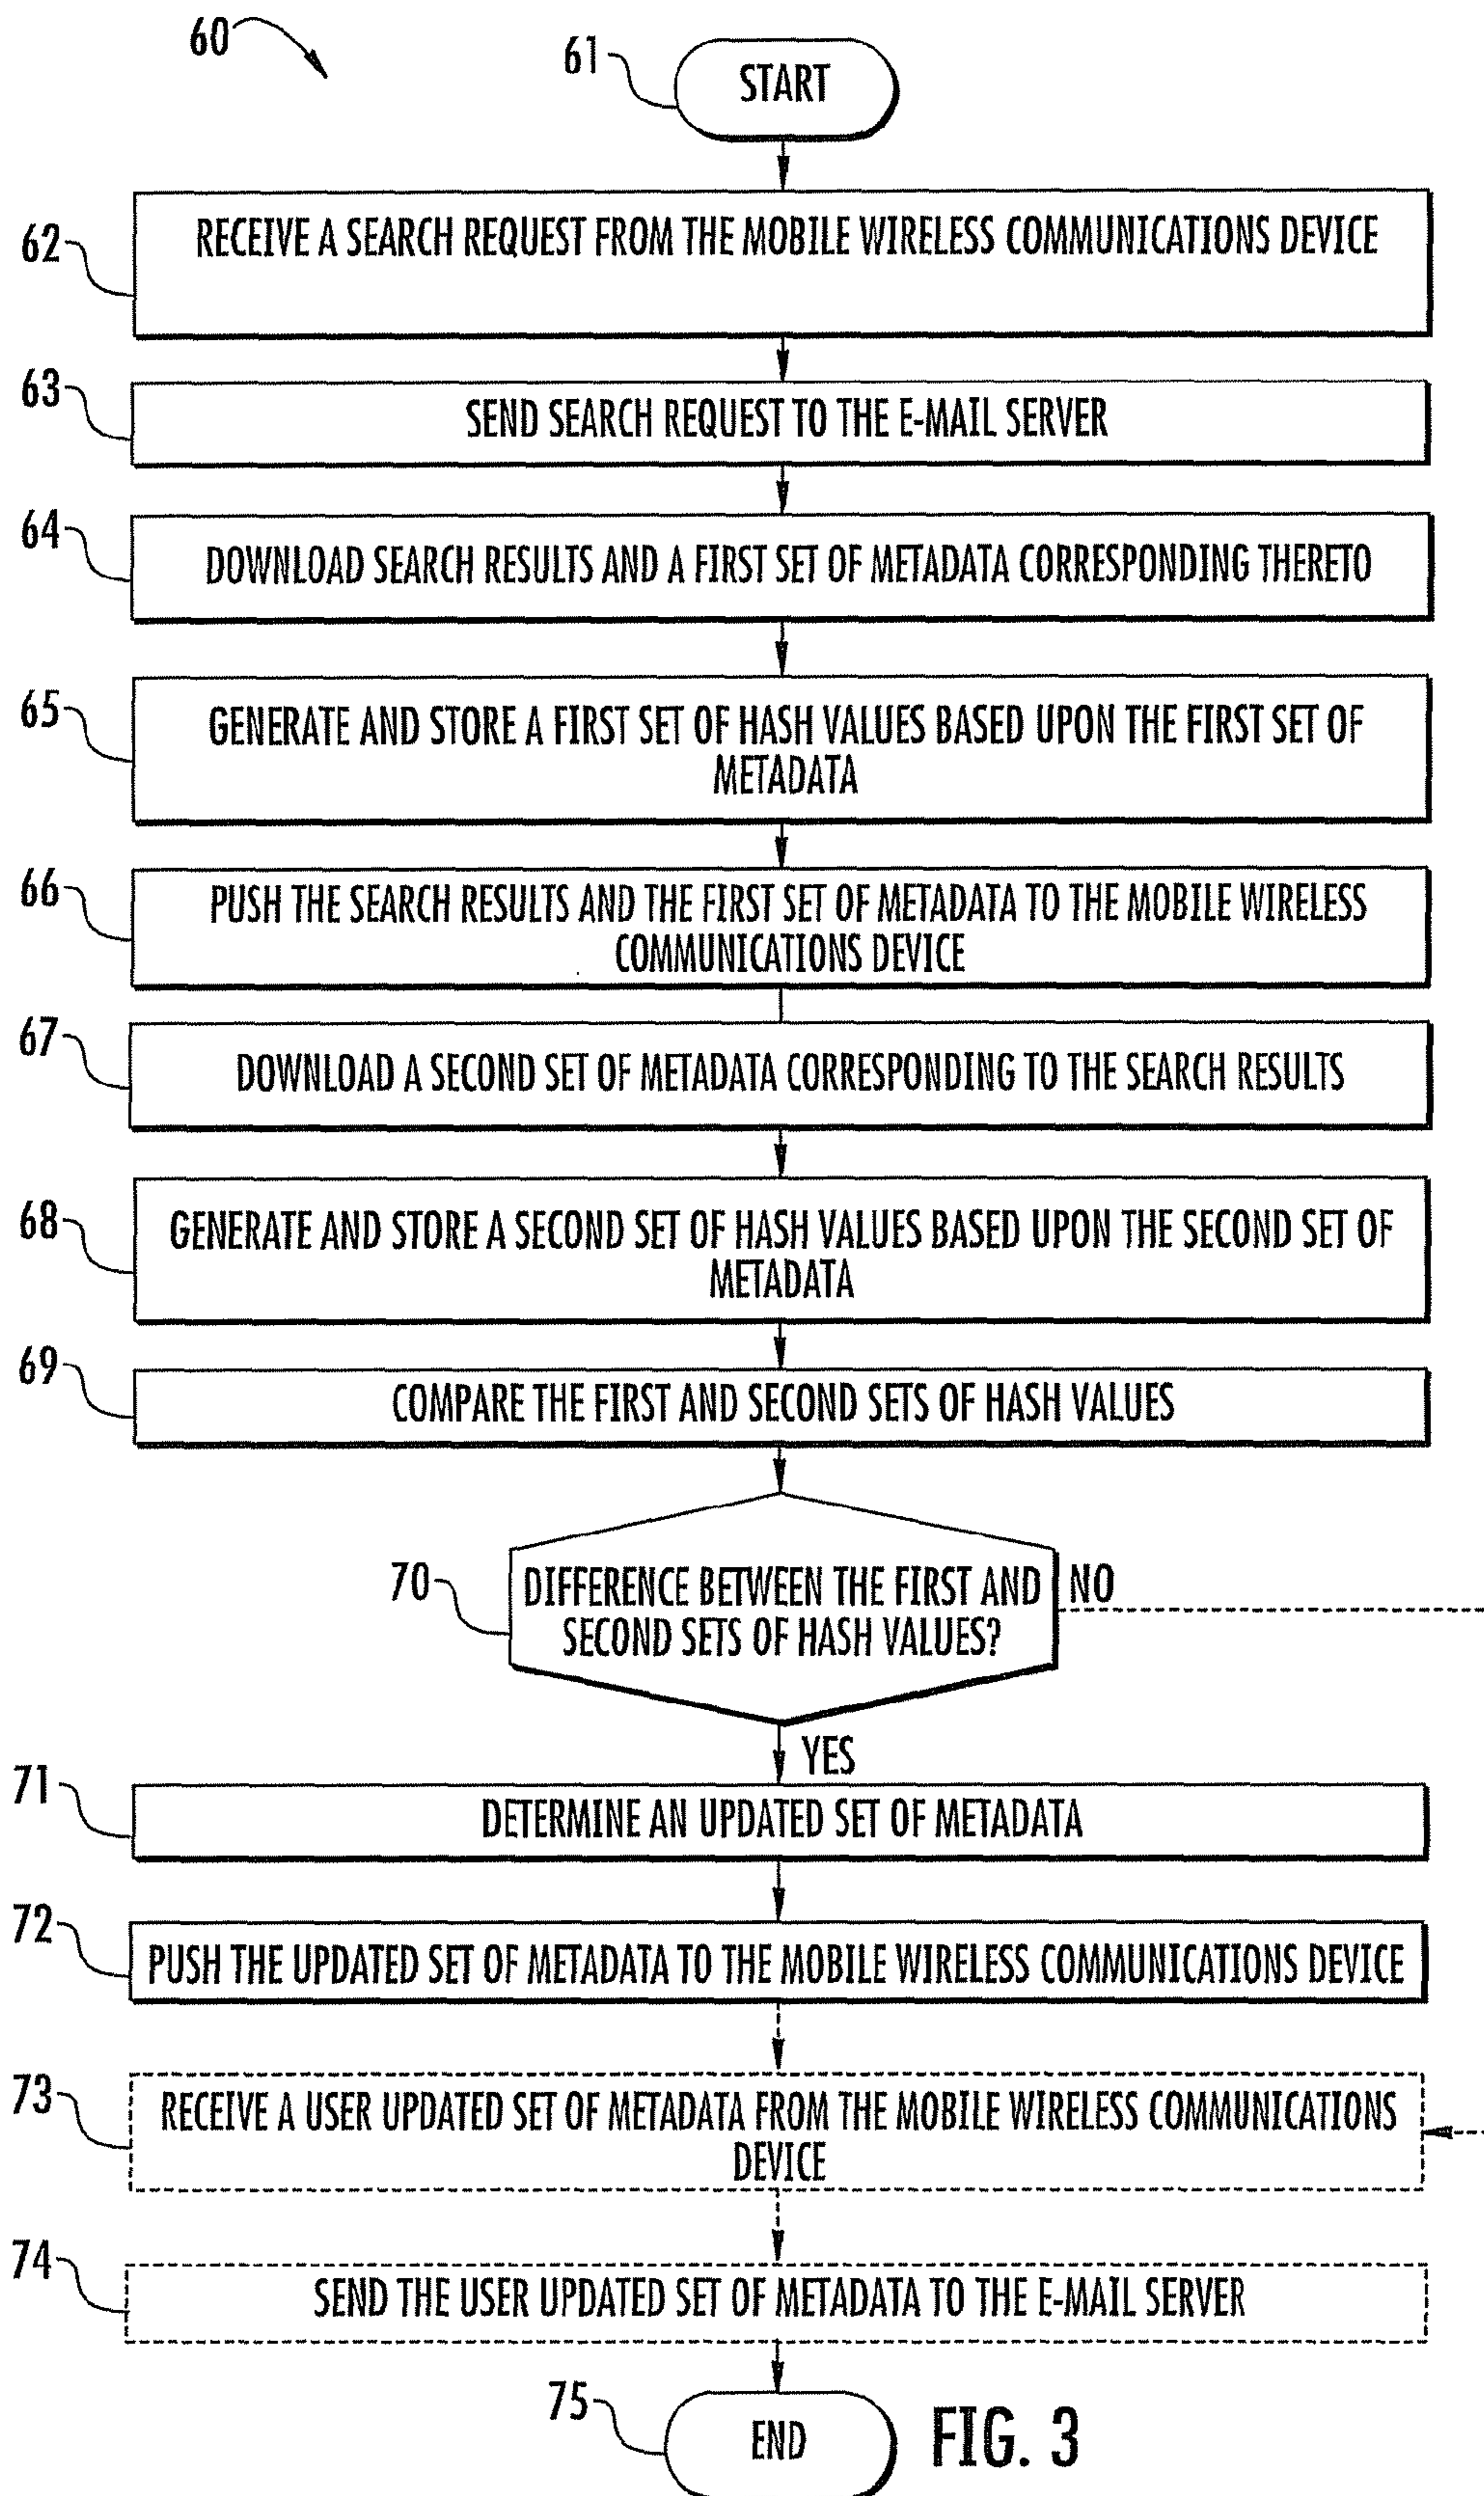 60
61
START
62
RECEIVE A SEARCH REQUEST FROM THE MOBILE WIRELESS COMMUNICATIONS DEVICE
63
SEND SEARCH REQUEST TO THE E-MAIL SERVER
64
DOWNLOAD SEARCH RESULTS AND A FIRST SET OF METADATA CORRESPONDING THERETO
65
GENERATE AND STORE A FIRST SET OF HASH VALUES BASED UPON THE FIRST SET OF
METADATA
66
PUSH THE SEARCH RESULTS AND THE FIRST SET OF METADATA TO THE MOBILE WIRELESS
COMMUNICATIONS DEVICE
67
DOWNLOAD A SECOND SET OF METADATA CORRESPONDING TO THE SEARCH RESULTS
68
GENERATE AND STORE A SECOND SET OF HASH VALUES BASED UPON THE SECOND SET OF
METADATA
69
COMPARE THE FIRST AND SECOND SETS OF HASH VALUES
70
DIFFERENCE BETWEEN THE FIRST AND
SECOND SETS OF HASH VALUES?
NO
YES
71
DETERMINE AN UPDATED SET OF METADATA
72
PUSH THE UPDATED SET OF METADATA TO THE MOBILE WIRELESS COMMUNICATIONS DEVICE
73
RECEIVE A USER UPDATED SET OF METADATA FROM THE MOBILE WIRELESS COMMUNICATIONS
DEVICE
74
SEND THE USER UPDATED SET OF METADATA TO THE E-MAIL SERVER
75
END
FIG. 3